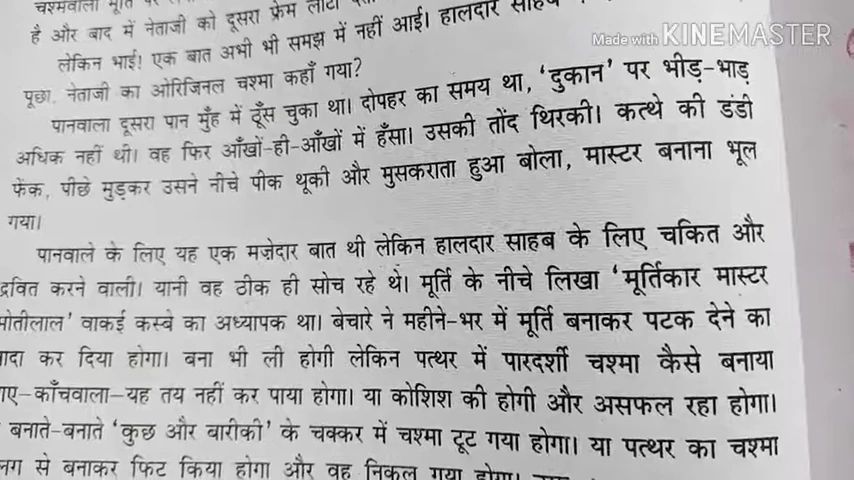 चश्मेवाला मूर्ति पर
है और बाद में नेताजी को दूसरा फ्रेम लौटा
लेकिन भाई! एक बात अभी भी समझ में नहीं आई। हालदार साहब
पूछा, नेताजी का ओरिजिनल चश्मा कहाँ गया?
पानवाला दूसरा पान मुँह में ठूँस चुका था। दोपहर का समय था, ‘दुकान’ पर भीड़-भाड़
अधिक नहीं थी। वह फिर आँखों-ही-आँखों में हँसा। उसकी तोंद थिरकी। कत्थे की डंडी
फेंक, पीछे मुड़कर उसने नीचे पीक थूकी और मुसकराता हुआ बोला, मास्टर बनाना भूल
गया।
पानवाले के लिए यह एक मज़ेदार बात थी लेकिन हालदार साहब के लिए चकित और
द्रवित करने वाली। यानी वह ठीक ही सोच रहे थे। मूर्ति के नीचे लिखा ‘मूर्तिकार मास्टर
मोतीलाल’ वाकई कस्बे का अध्यापक था। बेचारे ने महीने-भर में मूर्ति बनाकर पटक देने का
वादा कर दिया होगा। बना भी ली होगी लेकिन पत्थर में पारदर्शी चश्मा कैसे बनाया
जाए-काँचवाला-यह तय नहीं कर पाया होगा। या कोशिश की होगी और असफल रहा होगा।
बनाते-बनाते ‘कुछ और बारीकी’ के चक्कर में चश्मा टूट गया होगा। या पत्थर का चश्मा
अलग से बनाकर फिट किया होगा और वह निकल गया होगा।
Made with KINEMASTER